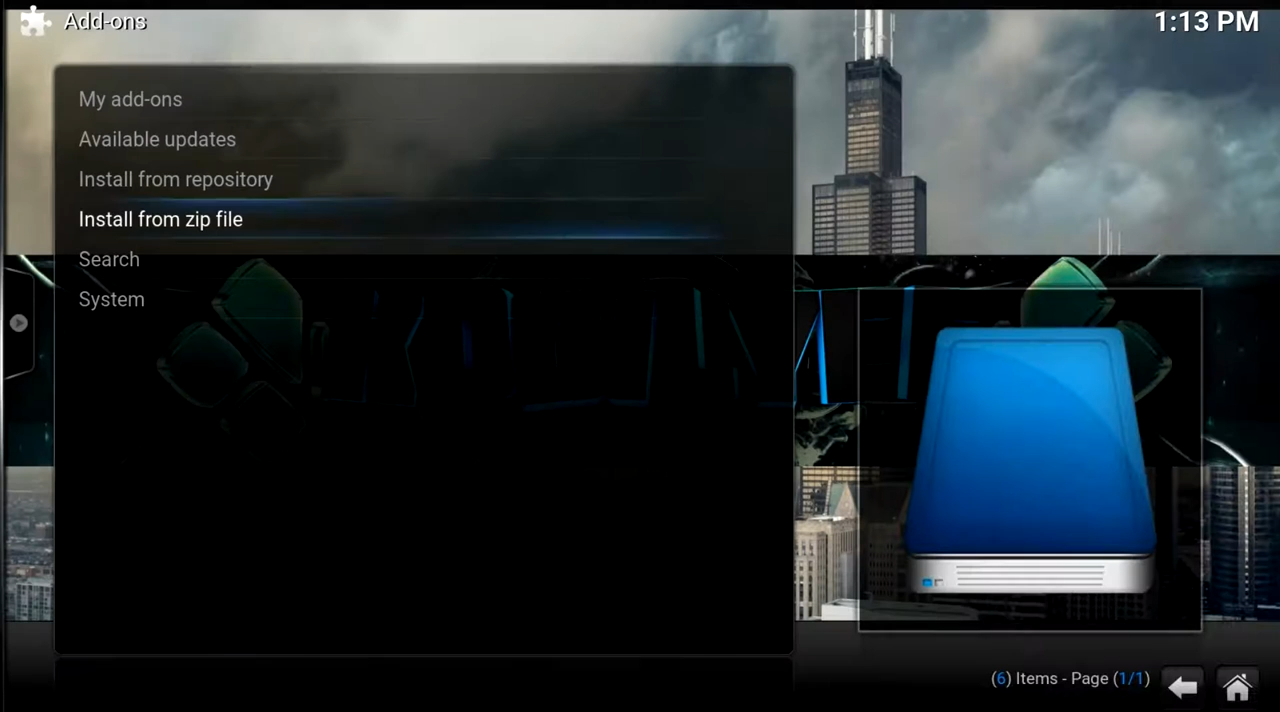 Add-ons
1:13 PM
My add-ons
Available updates
Install from repository
Install from zip file
Search
System
(6) Items - Page (1/1)